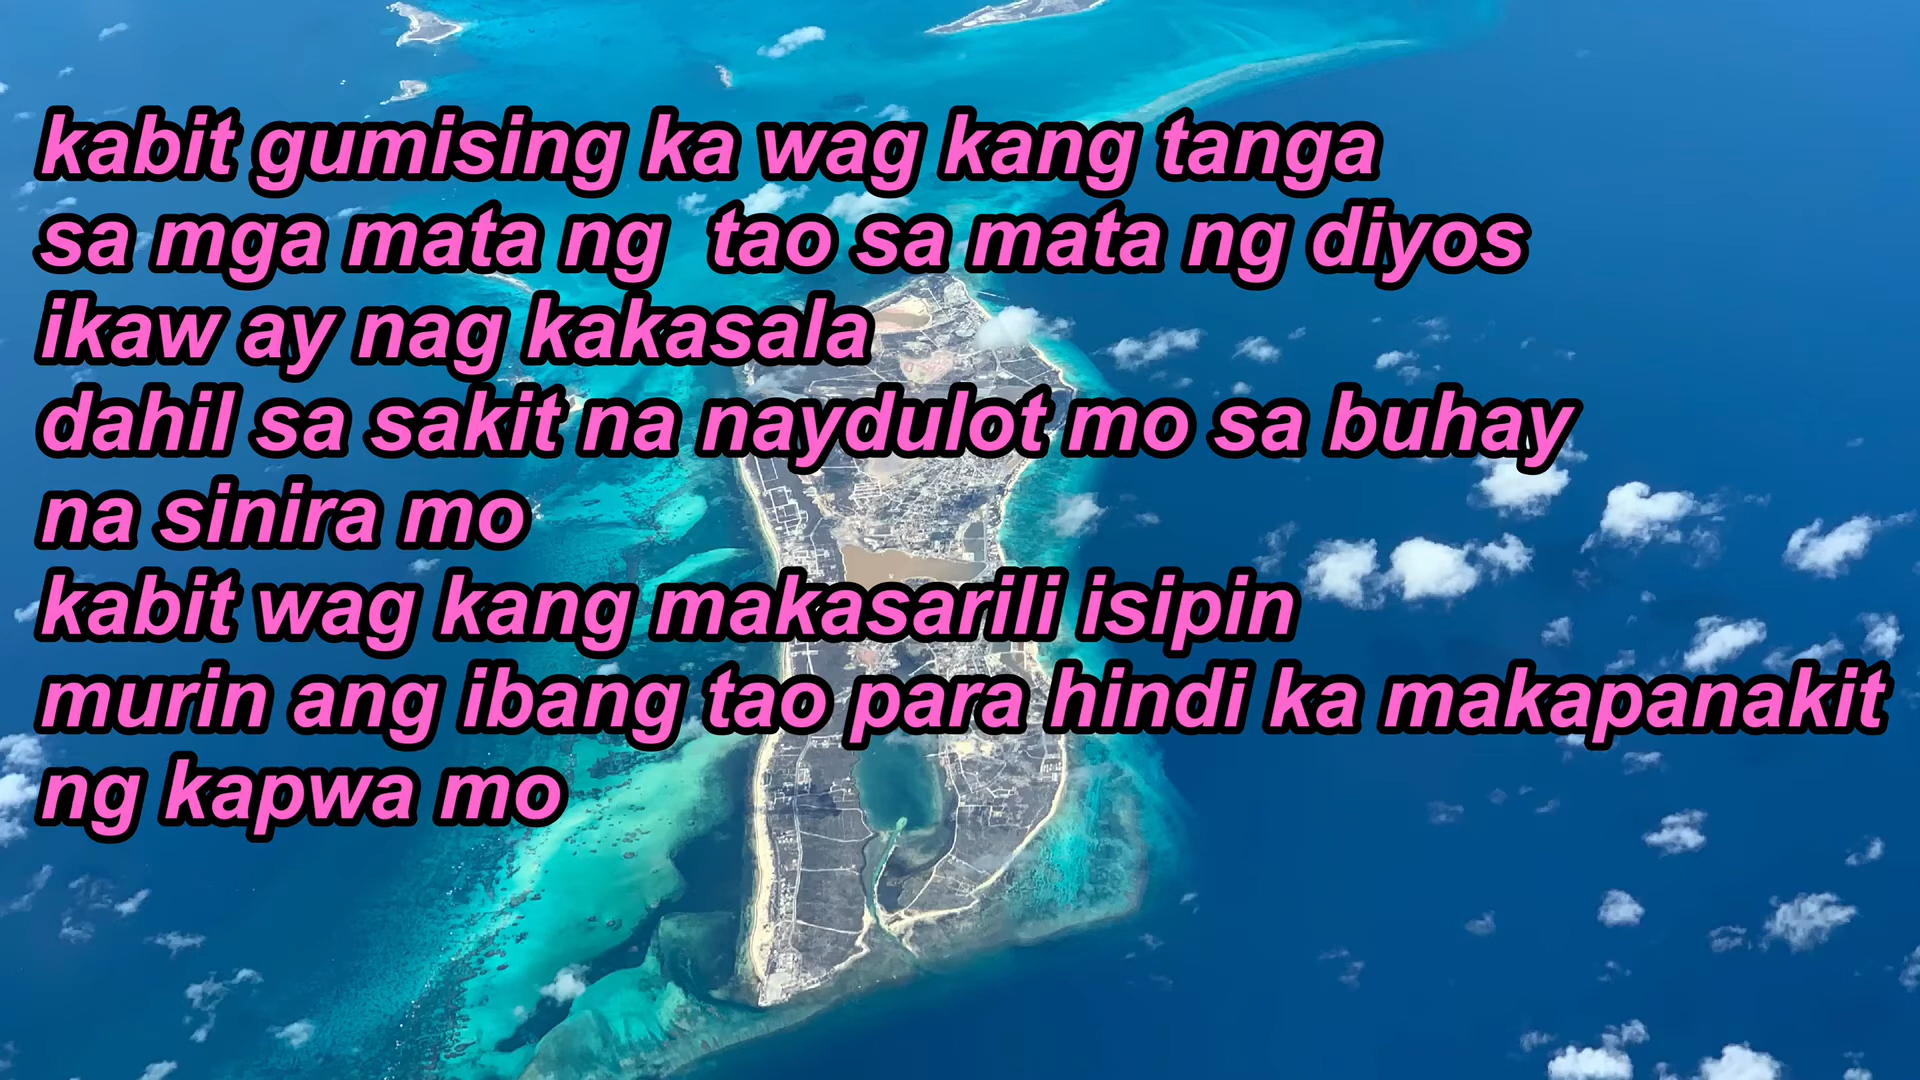 kabit gumising ka wag kang tanga
sa mga mata ng  tao sa mata ng diyos
ikaw ay nag kakasala
dahil sa sakit na naydulot mo sa buhay
na sinira mo
kabit wag kang makasarili isipin
murin ang ibang tao para hindi ka makapanakit
ng kapwa mo